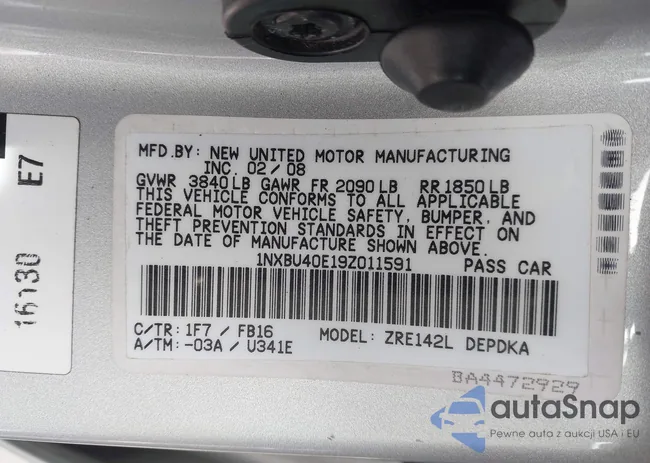 16130 E7
MFD.BY: NEW UNITED MOTOR MANUFACTURING
INC. 02/08
GVWR 3840LB GAWR FR 2090LB RR 1850LB
THIS VEHICLE CONFORMS TO ALL APPLICABLE
FEDERAL MOTOR VEHICLE SAFETY, BUMPER, AND
THEFT PREVENTION STANDARDS IN EFFECT ON
THE DATE OF MANUFACTURE SHOWN ABOVE.
1NXBU40E19Z011591 PASS CAR
C/TR: 1F7 / FB16 MODEL: ZRE142L DEPDKA
A/TM: -03A / U341E
BA4472929
autaSnap
Pewne auta z aukcji USA i EU